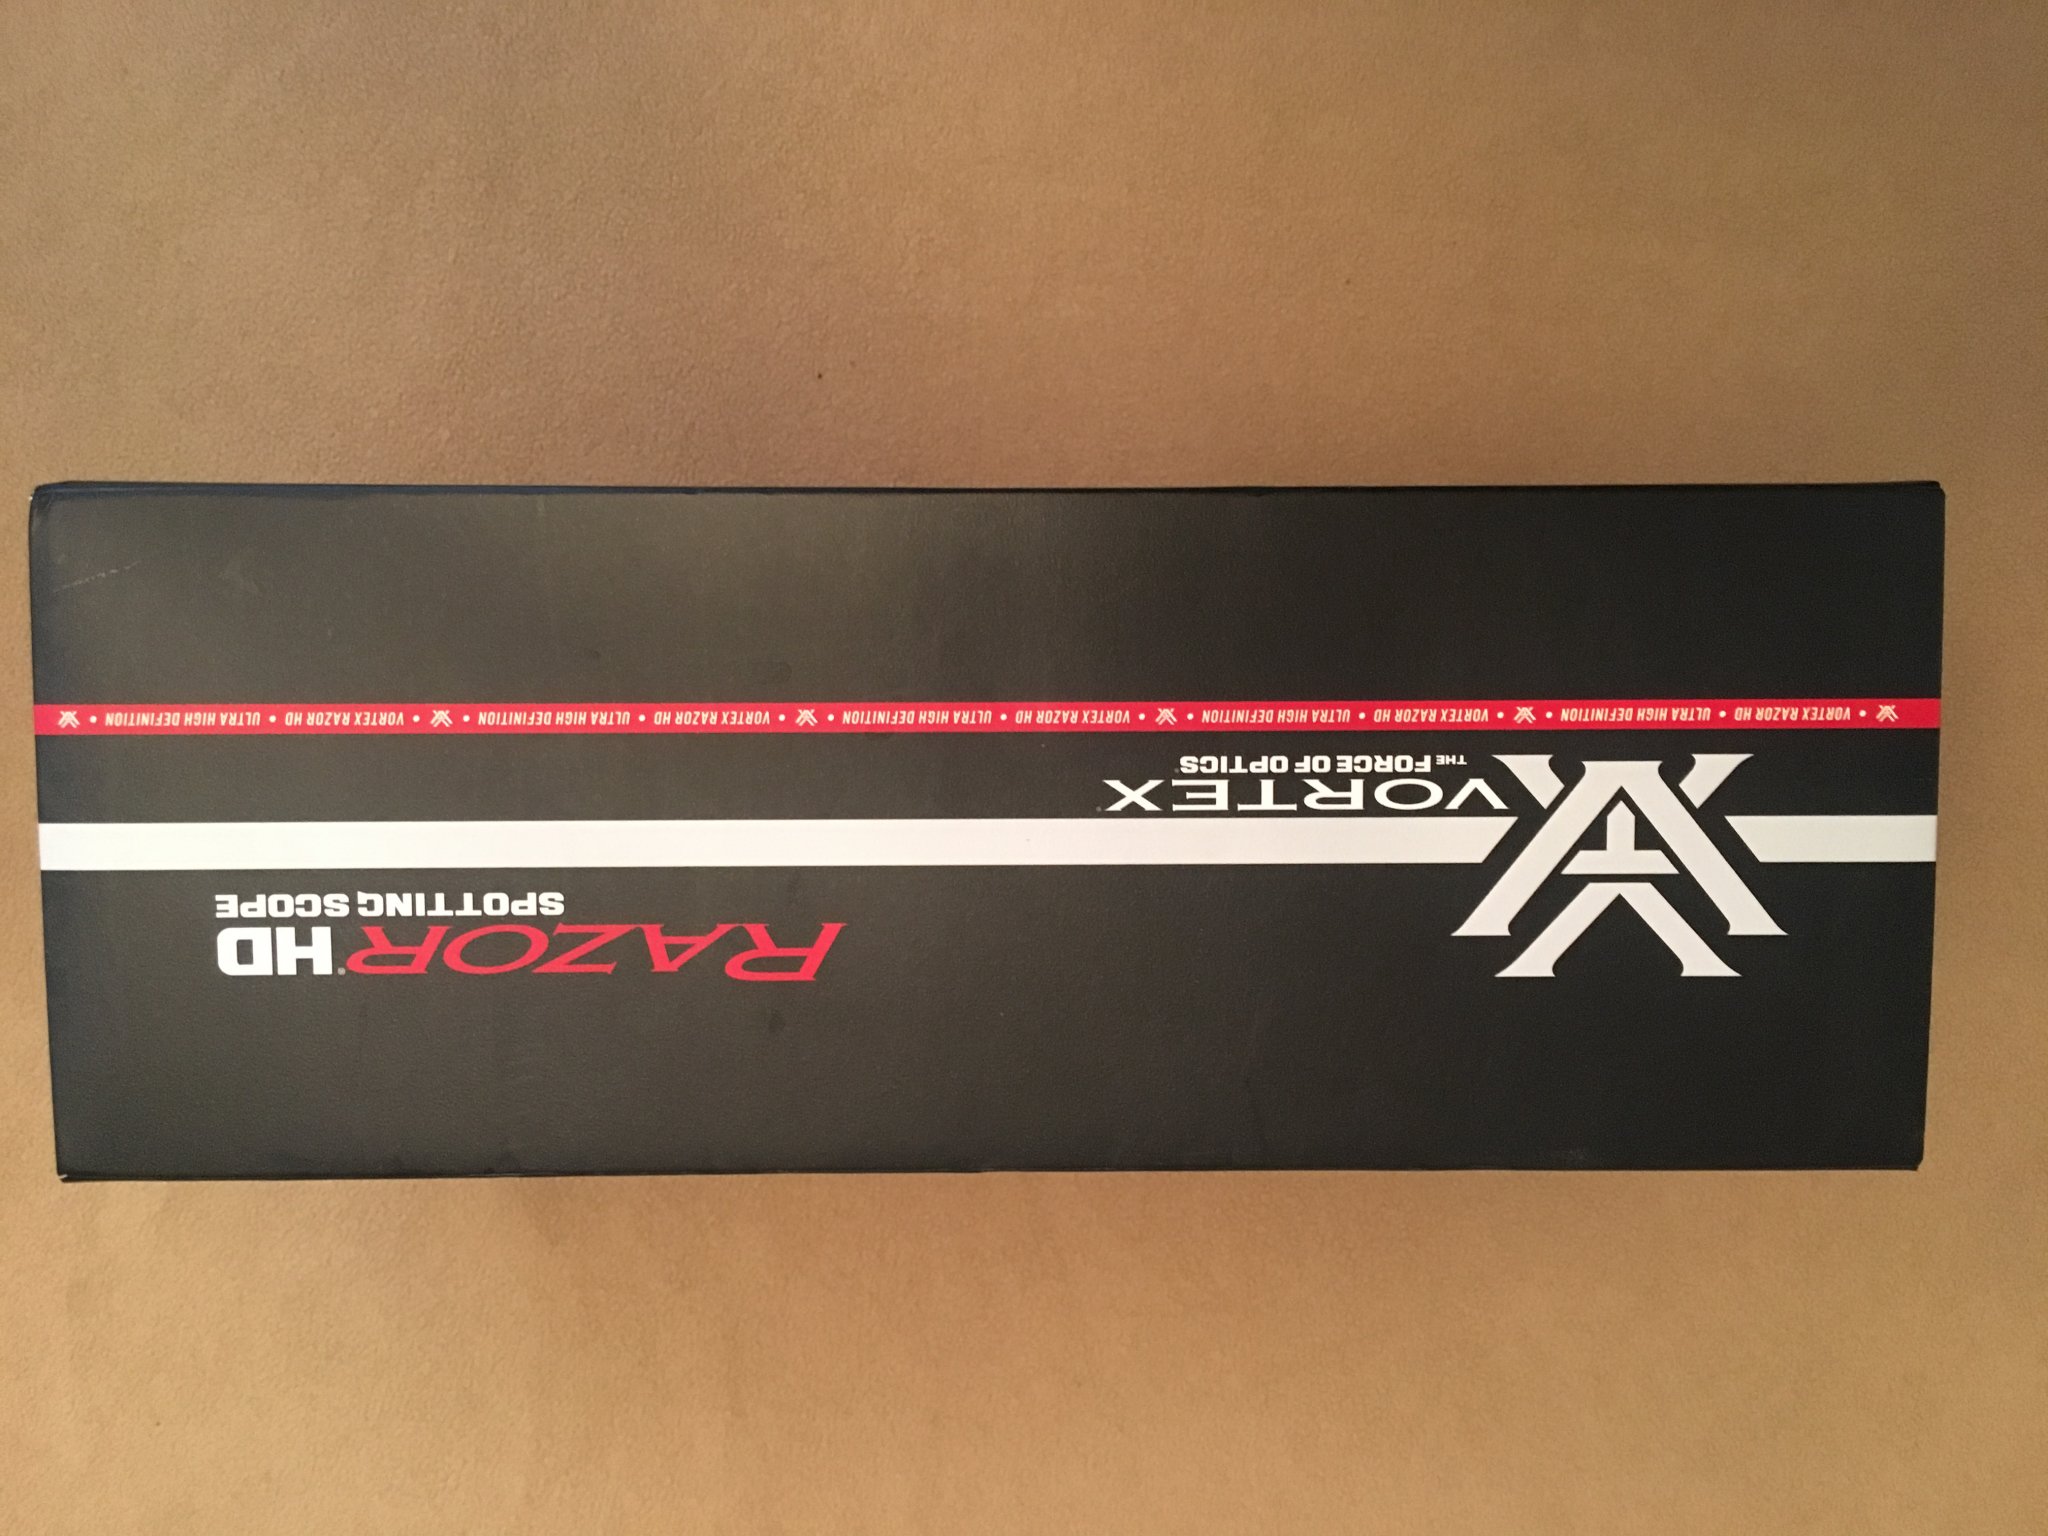 RAZOR® HD
SPOTTING SCOPE
VORTEX®
THE FORCE OF OPTICS
• VORTEX RAZOR HD • ULTRA HIGH DEFINITION • • VORTEX RAZOR HD • ULTRA HIGH DEFINITION • • VORTEX RAZOR HD • ULTRA HIGH DEFINITION • • VORTEX RAZOR HD • ULTRA HIGH DEFINITION • • VORTEX RAZOR HD • ULTRA HIGH DEFINITION •